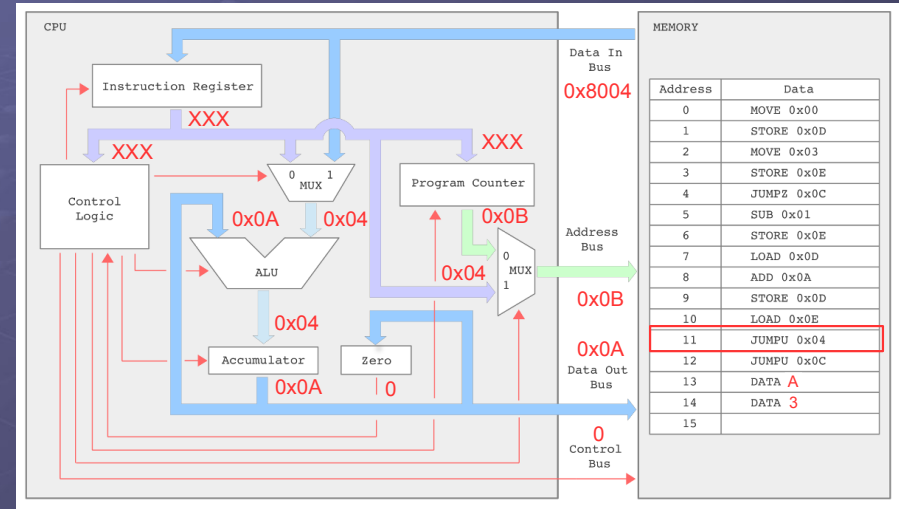 CPU
Instruction Register
XXX
XXX
XXX
Control
Logic
0 1
MUX
Program Counter
0x0A
0x04
0x0B
ALU
0x04
0
MUX
1
0x04
Accumulator
Zero
0x0A
0
Data In
Bus
0x8004
Address
Bus
0x0B
0x0A
Data Out
Bus
0
Control
Bus
MEMORY
Address Data
0 MOVE 0x00
1 STORE 0x0D
2 MOVE 0x03
3 STORE 0x0E
4 JUMPZ 0x0C
5 SUB 0x01
6 STORE 0x0E
7 LOAD 0x0D
8 ADD 0x0A
9 STORE 0x0D
10 LOAD 0x0E
11 JUMPU 0x04
12 JUMPU 0x0C
13 DATA A
14 DATA 3
15